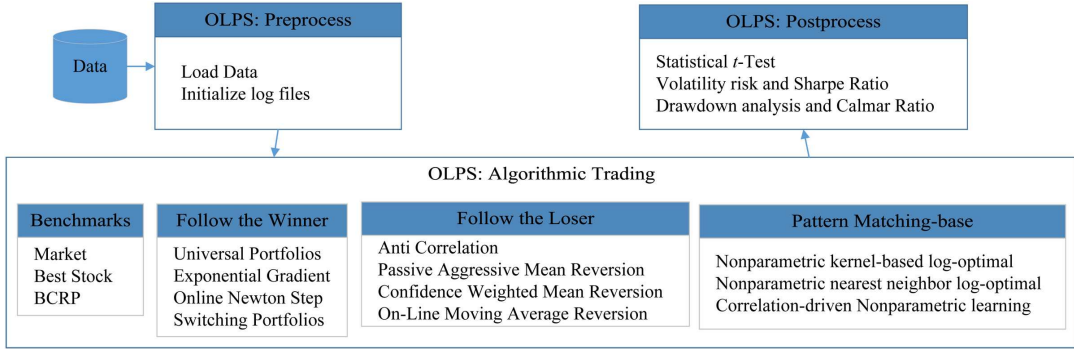 OLPS: Preprocess
Data
Load Data
Initialize log files
OLPS: Postprocess
Statistical t-Test
Volatility risk and Sharpe Ratio
Drawdown analysis and Calmar Ratio
OLPS: Algorithmic Trading
Benchmarks
Market
Best Stock
BCRP
Follow the Winner
Universal Portfolios
Exponential Gradient
Online Newton Step
Switching Portfolios
Follow the Loser
Anti Correlation
Passive Aggressive Mean Reversion
Confidence Weighted Mean Reversion
On-Line Moving Average Reversion
Pattern Matching-base
Nonparametric kernel-based log-optimal
Nonparametric nearest neighbor log-optimal
Correlation-driven Nonparametric learning